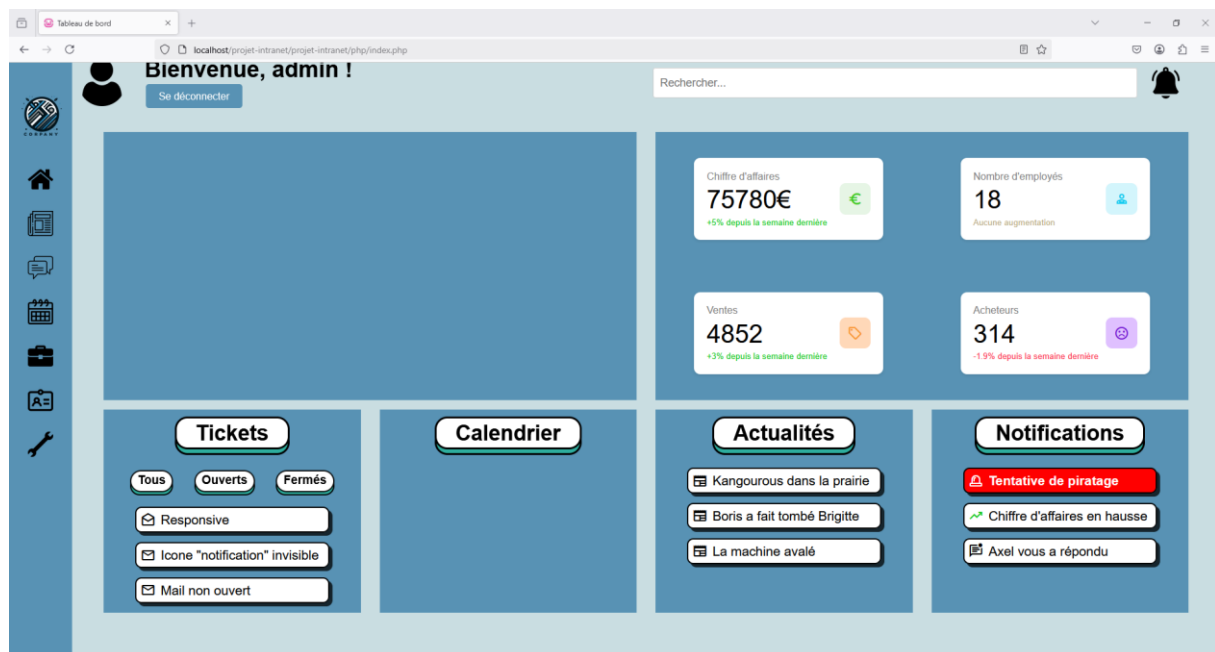 Tableau de bord
localhost/projet-intranet/projet-intranet/php/index.php
Bienvenue, admin !
Se déconnecter
Rechercher...
COMPANY
Chiffre d'affaires
75780€
+5% depuis la semaine dernière
Nombre d'employés
18
Aucune augmentation
Ventes
4852
+3% depuis la semaine dernière
Acheteurs
314
-1.9% depuis la semaine dernière
Tickets
Tous Ouverts Fermés
Responsive
Icone "notification" invisible
Mail non ouvert
Calendrier
Actualités
Kangourous dans la prairie
Boris a fait tombé Brigitte
La machine avalé
Notifications
Tentative de piratage
Chiffre d'affaires en hausse
Axel vous a répondu